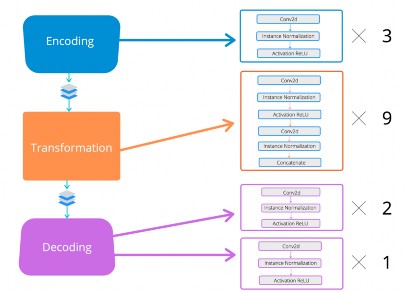 Encoding
Conv2d
Instance Normalization
Activation ReLU
× 3
Transformation
Conv2d
Instance Normalization
Activation ReLU
Conv2d
Instance Normalization
Concatenate
× 9
Decoding
Conv2d
Instance Normalization
Activation ReLU
× 2
Conv2d
Instance Normalization
Activation ReLU
× 1